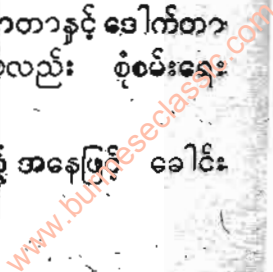 တာနှင့် ဒေါက်တာ
လည်း စုံစမ်းရေး
အနေဖြင့် ခေါင်း
www.burmeseclassic.com